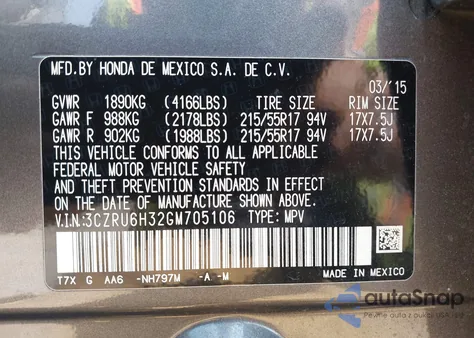 MFD.BY HONDA DE MEXICO S.A. DE C.V.
03/15
GVWR 1890KG (4166LBS) TIRE SIZE RIM SIZE
GAWR F 988KG (2178LBS) 215/55R17 94V 17X7.5J
GAWR R 902KG (1988LBS) 215/55R17 94V 17X7.5J
THIS VEHICLE CONFORMS TO ALL APPLICABLE
FEDERAL MOTOR VEHICLE SAFETY
AND THEFT PREVENTION STANDARDS IN EFFECT
ON THE DATE OF MANUFACTURE SHOWN ABOVE.
V.I.N:3CZRU6H32GM705106 TYPE: MPV
T7X G AA6 -NH797M -A -M
MADE IN MEXICO
autoSnap